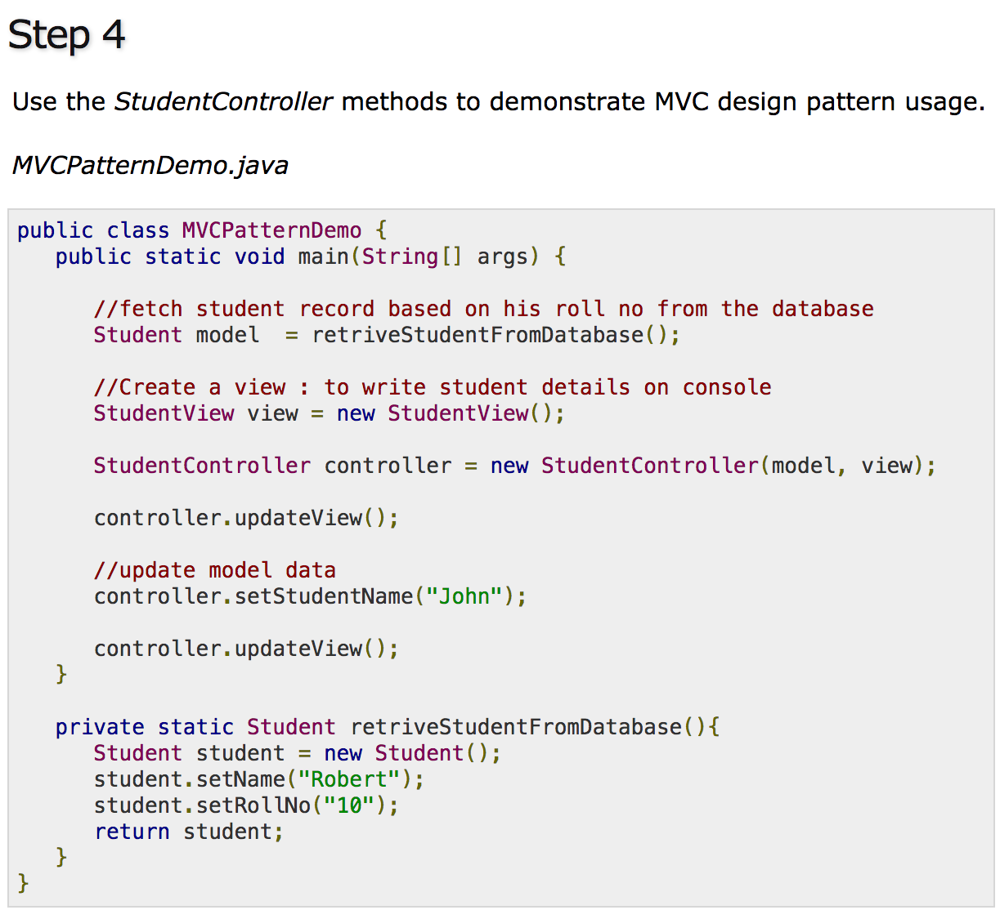 Step 4
Use the StudentController methods to demonstrate MVC design pattern usage.
MVCPatternDemo.java
public class MVCPatternDemo {
   public static void main(String[] args) {

      //fetch student record based on his roll no from the database
      Student model  = retriveStudentFromDatabase();

      //Create a view : to write student details on console
      StudentView view = new StudentView();

      StudentController controller = new StudentController(model, view);

      controller.updateView();

      //update model data
      controller.setStudentName("John");

      controller.updateView();
   }

   private static Student retriveStudentFromDatabase(){
      Student student = new Student();
      student.setName("Robert");
      student.setRollNo("10");
      return student;
   }
}